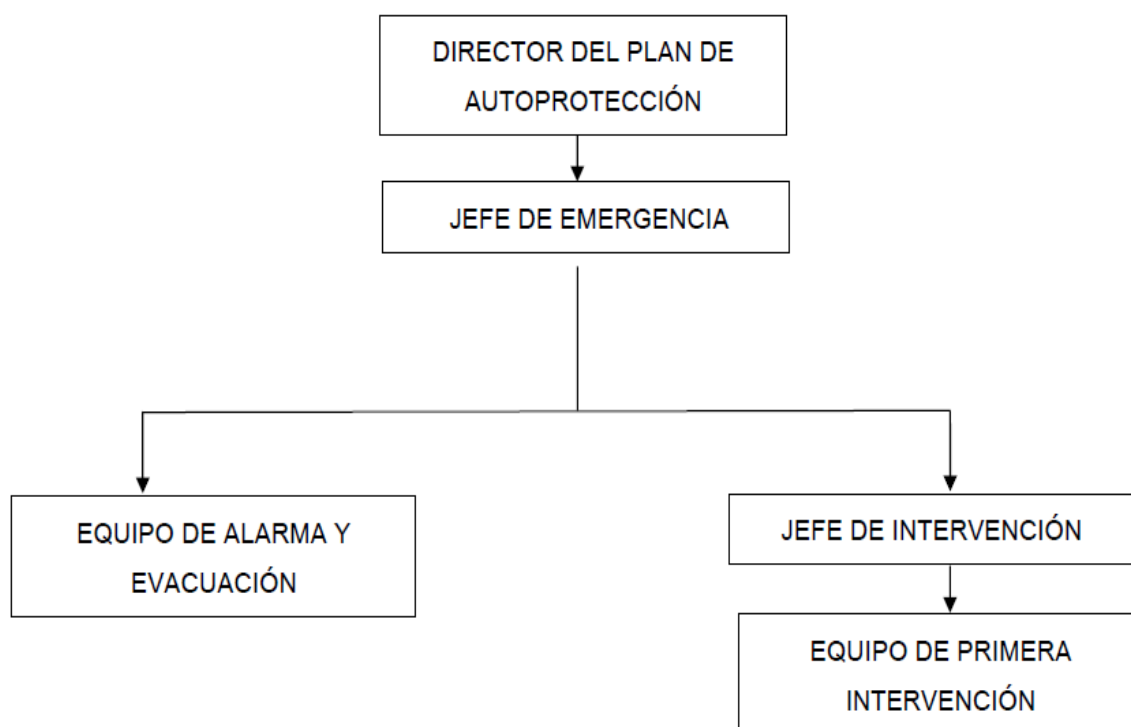 DIRECTOR DEL PLAN DE
AUTOPROTECCIÓN
JEFE DE EMERGENCIA
EQUIPO DE ALARMA Y
EVACUACIÓN
JEFE DE INTERVENCIÓN
EQUIPO DE PRIMERA
INTERVENCIÓN